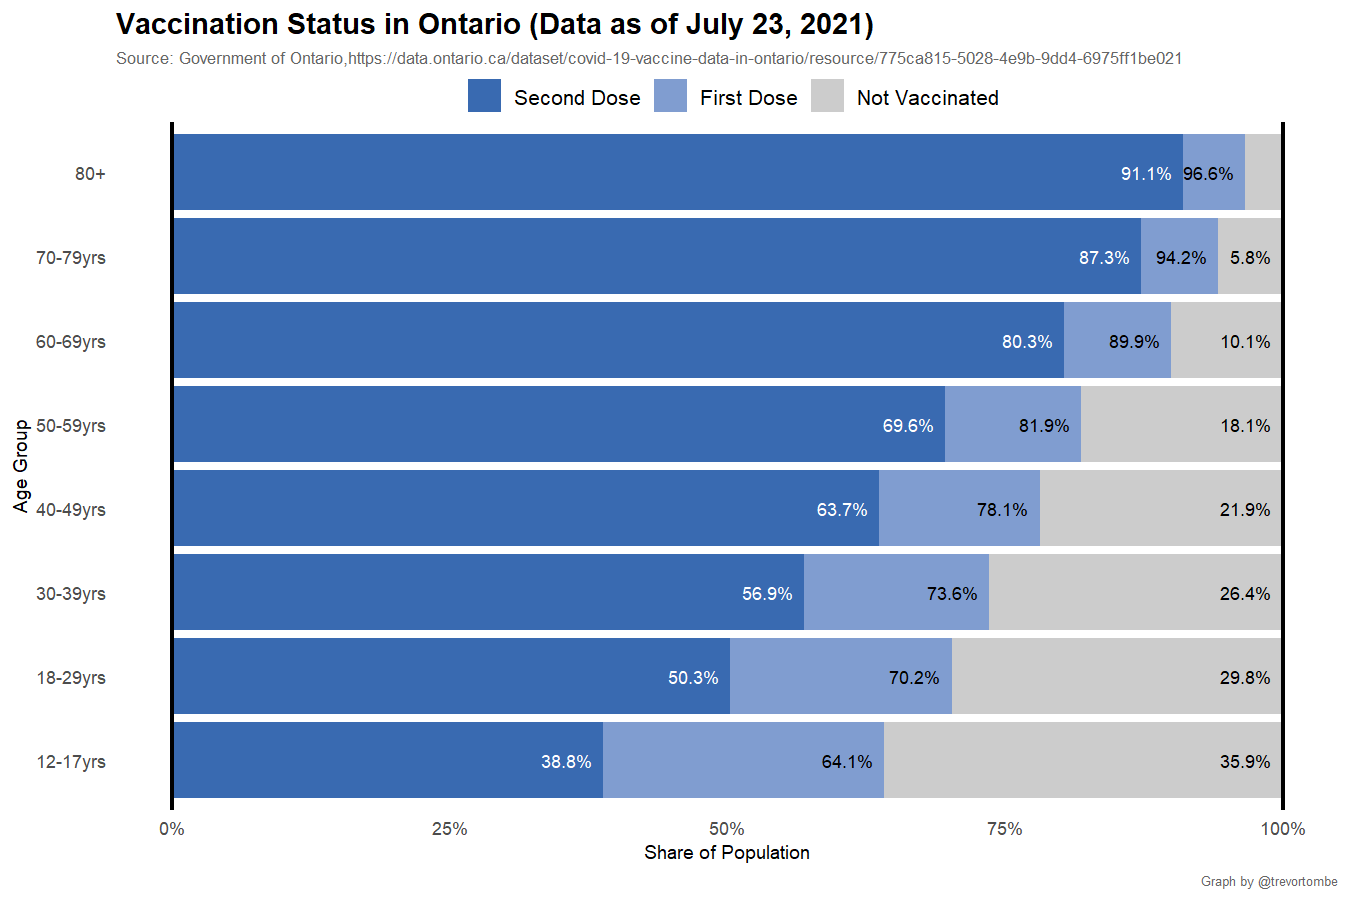 Vaccination Status in Ontario (Data as of July 23, 2021)
Source: Government of Ontario,https://data.ontario.ca/dataset/covid-19-vaccine-data-in-ontario/resource/775ca815-5028-4e9b-9dd4-6975ff1be021
Second Dose First Dose Not Vaccinated
80+ 91.1% 96.6%
70-79yrs 87.3% 94.2% 5.8%
60-69yrs 80.3% 89.9% 10.1%
50-59yrs 69.6% 81.9% 18.1%
Age Group
40-49yrs 63.7% 78.1% 21.9%
30-39yrs 56.9% 73.6% 26.4%
18-29yrs 50.3% 70.2% 29.8%
12-17yrs 38.8% 64.1% 35.9%
0% 25% 50% 75% 100%
Share of Population
Graph by @trevortombe